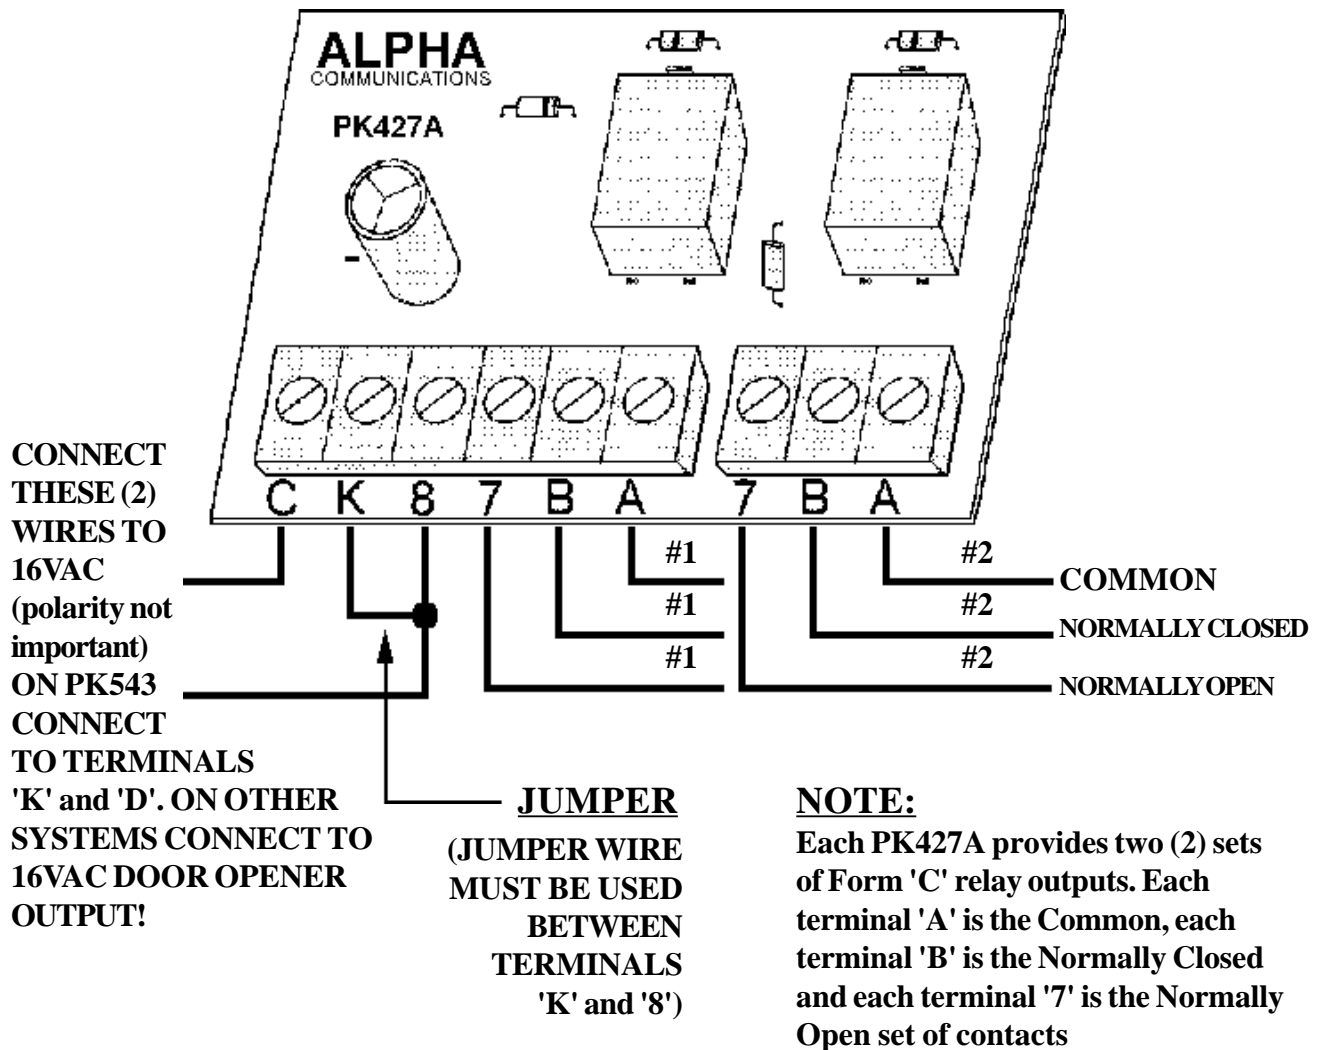 ALPHA
COMMUNICATIONS
PK427A
-
C K 8 7 B A 7 B A
CONNECT
THESE (2)
WIRES TO
16VAC
(polarity not
important)
ON PK543
CONNECT
TO TERMINALS
'K' and 'D'. ON OTHER
SYSTEMS CONNECT TO
16VAC DOOR OPENER
OUTPUT!
#1
#1
#1
#2
#2
#2
COMMON
NORMALLY CLOSED
NORMALLY OPEN
JUMPER
(JUMPER WIRE
MUST BE USED
BETWEEN
TERMINALS
'K' and '8')
NOTE:
Each PK427A provides two (2) sets
of Form 'C' relay outputs. Each
terminal 'A' is the Common, each
terminal 'B' is the Normally Closed
and each terminal '7' is the Normally
Open set of contacts